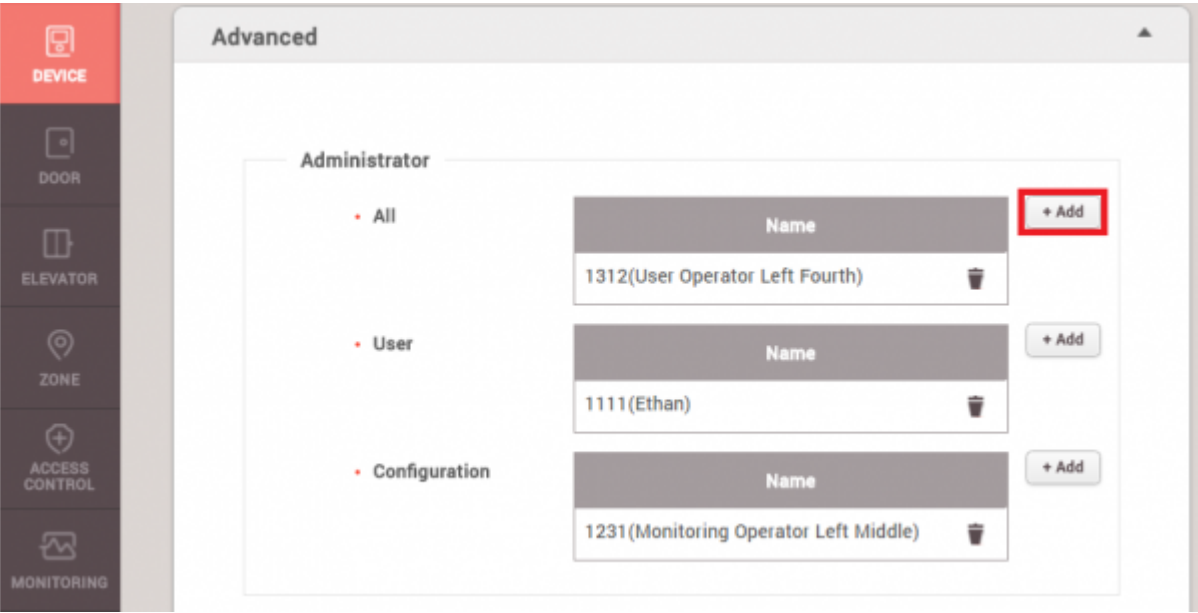 DEVICE
DOOR
ELEVATOR
ZONE
ACCESS
CONTROL
MONITORING
Advanced
Administrator
• All
Name
+ Add
1312(User Operator Left Fourth)
• User
Name
+ Add
1111(Ethan)
• Configuration
Name
+ Add
1231(Monitoring Operator Left Middle)